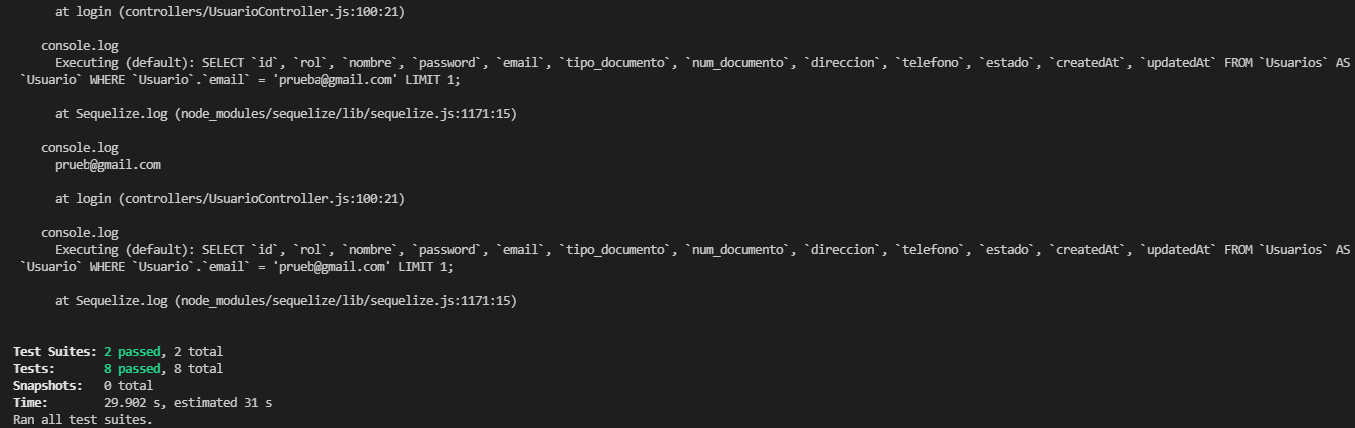 at login (controllers/UsuarioController.js:100:21)
console.log
Executing (default): SELECT `id`, `rol`, `nombre`, `password`, `email`, `tipo_documento`, `num_documento`, `direccion`, `telefono`, `estado`, `createdAt`, `updatedAt` FROM `Usuarios` AS
`Usuario` WHERE `Usuario`.`email` = 'prueba@gmail.com' LIMIT 1;
at Sequelize.log (node_modules/sequelize/lib/sequelize.js:1171:15)
console.log
prueb@gmail.com
at login (controllers/UsuarioController.js:100:21)
console.log
Executing (default): SELECT `id`, `rol`, `nombre`, `password`, `email`, `tipo_documento`, `num_documento`, `direccion`, `telefono`, `estado`, `createdAt`, `updatedAt` FROM `Usuarios` AS
`Usuario` WHERE `Usuario`.`email` = 'prueb@gmail.com' LIMIT 1;
at Sequelize.log (node_modules/sequelize/lib/sequelize.js:1171:15)
Test Suites: 2 passed, 2 total
Tests: 8 passed, 8 total
Snapshots: 0 total
Time: 29.902 s, estimated 31 s
Ran all test suites.